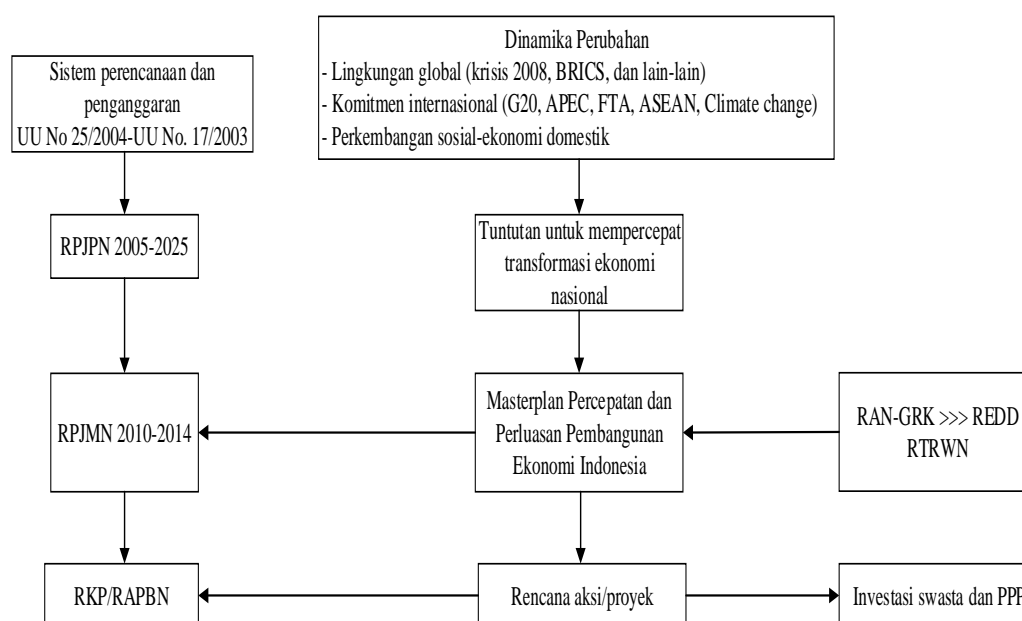 Sistem perencanaan dan
penganggaran
UU No 25/2004-UU No. 17/2003
Dinamika Perubahan
- Lingkungan global (krisis 2008, BRICS, dan lain-lain)
- Komitmen internasional (G20, APEC, FTA, ASEAN, Climate change)
- Perkembangan sosial-ekonomi domestik
RPJPN 2005-2025
Tuntutan untuk mempercepat
transformasi ekonomi
nasional
RPJMN 2010-2014
Masterplan Percepatan dan
Perluasan Pembangunan
Ekonomi Indonesia
RAN-GRK >>> REDD
RTRWN
RKP/RAPBN
Rencana aksi/proyek
Investasi swasta dan PPP